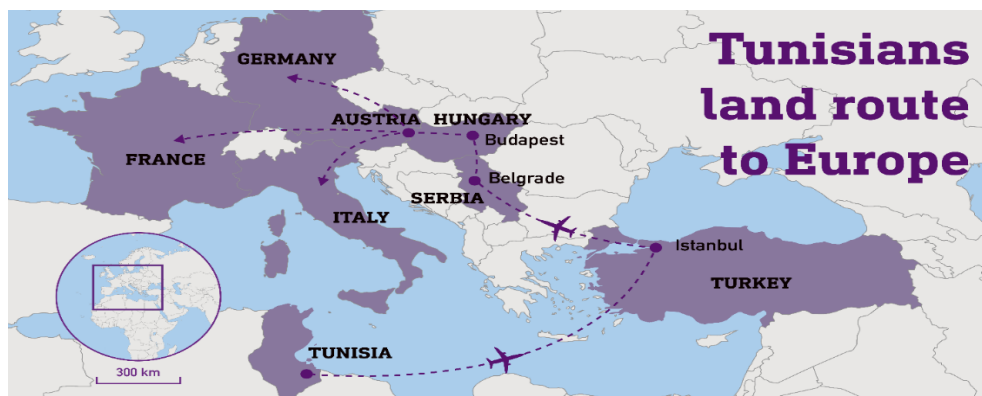 Tunisians
land route
to Europe
GERMANY
AUSTRIA
HUNGARY
Budapest
FRANCE
Belgrade
SERBIA
ITALY
Istanbul
TURKEY
TUNISIA
300 km